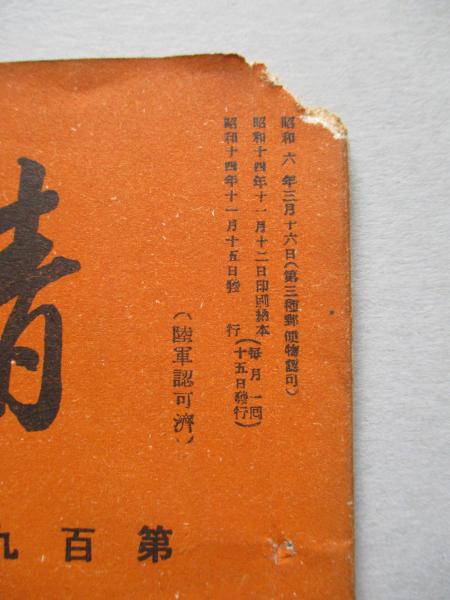 昭和六年三月十六日(第三種郵便物認可)
昭和十四年十一月十二日印刷納本
昭和十四年十一月十五日發行
(毎月一回
十五日發行)
(陸軍認可濟)
第百九